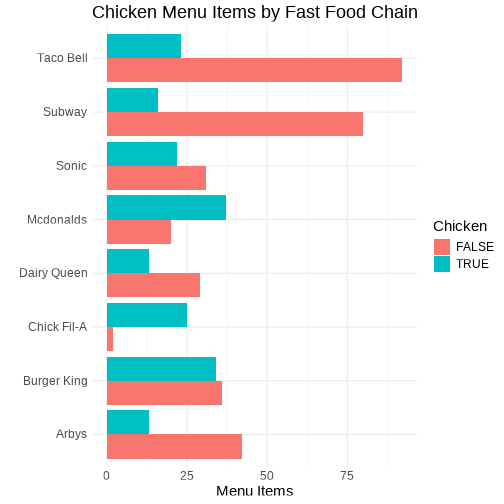 Chicken Menu Items by Fast Food Chain
Taco Bell
Subway
Sonic
Mcdonalds
Dairy Queen
Chick Fil-A
Burger King
Arbys
0 25 50 75
Menu Items
Chicken
FALSE
TRUE